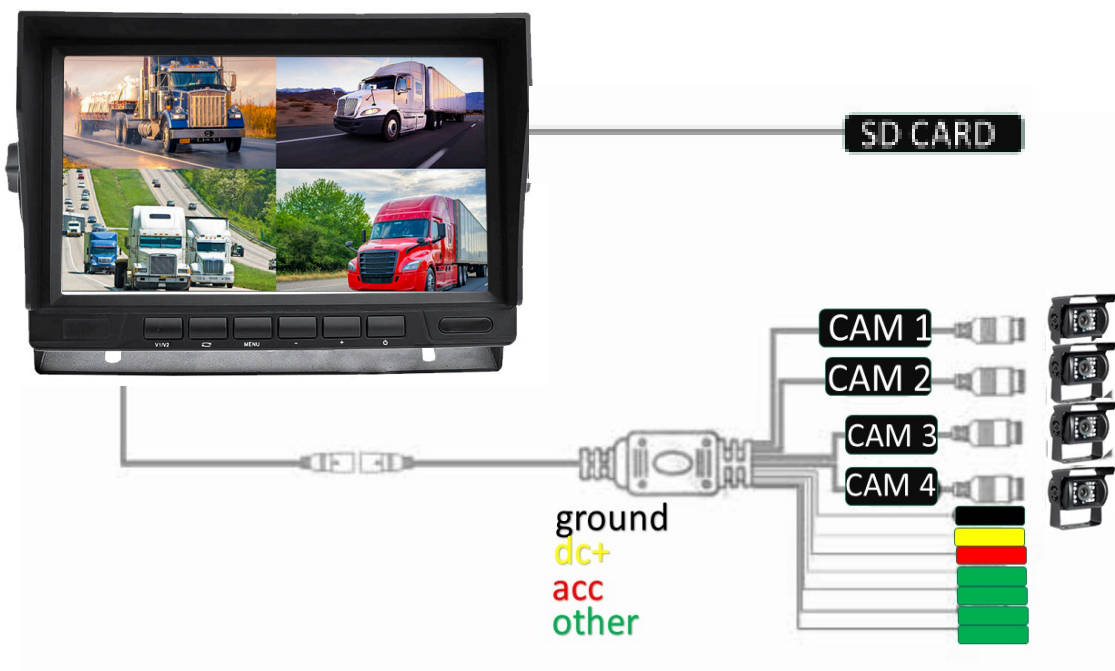 SD CARD
V1/V2
MENU
-
+
CAM 1
CAM 2
CAM 3
CAM 4
ground
dc+
acc
other